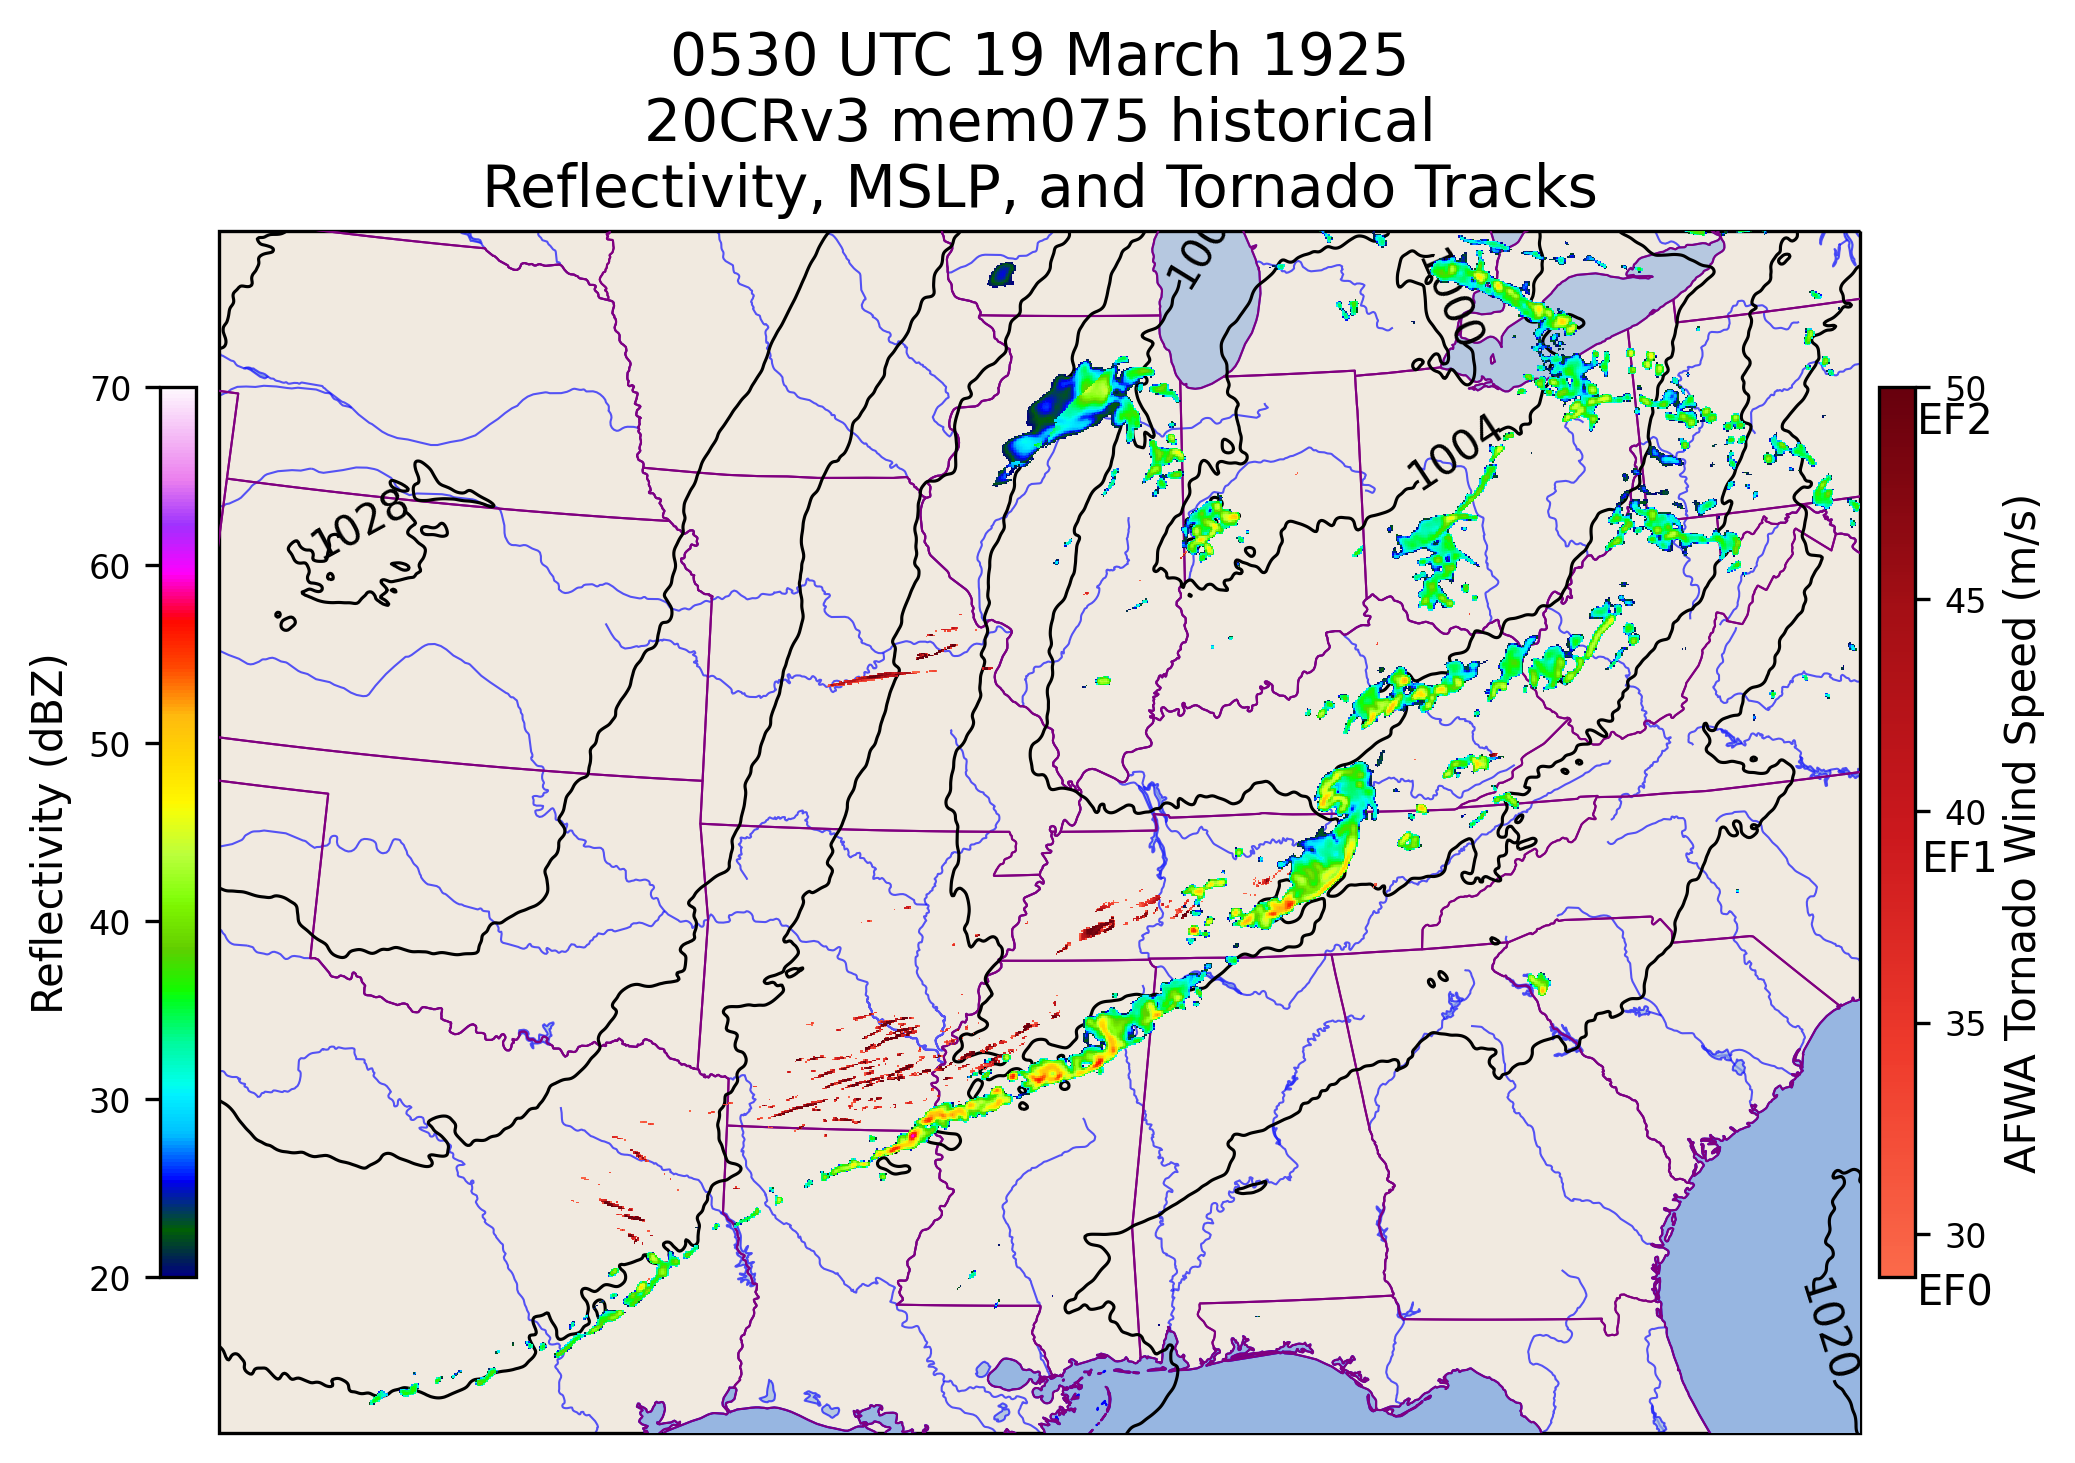 0530 UTC 19 March 1925
20CRv3 mem075 historical
Reflectivity, MSLP, and Tornado Tracks
Reflectivity (dBZ)
70
60
50
40
30
20
1028
1000
1004
1020
50
EF2
45
40
EF1
35
30
EF0
AFWA Tornado Wind Speed (m/s)